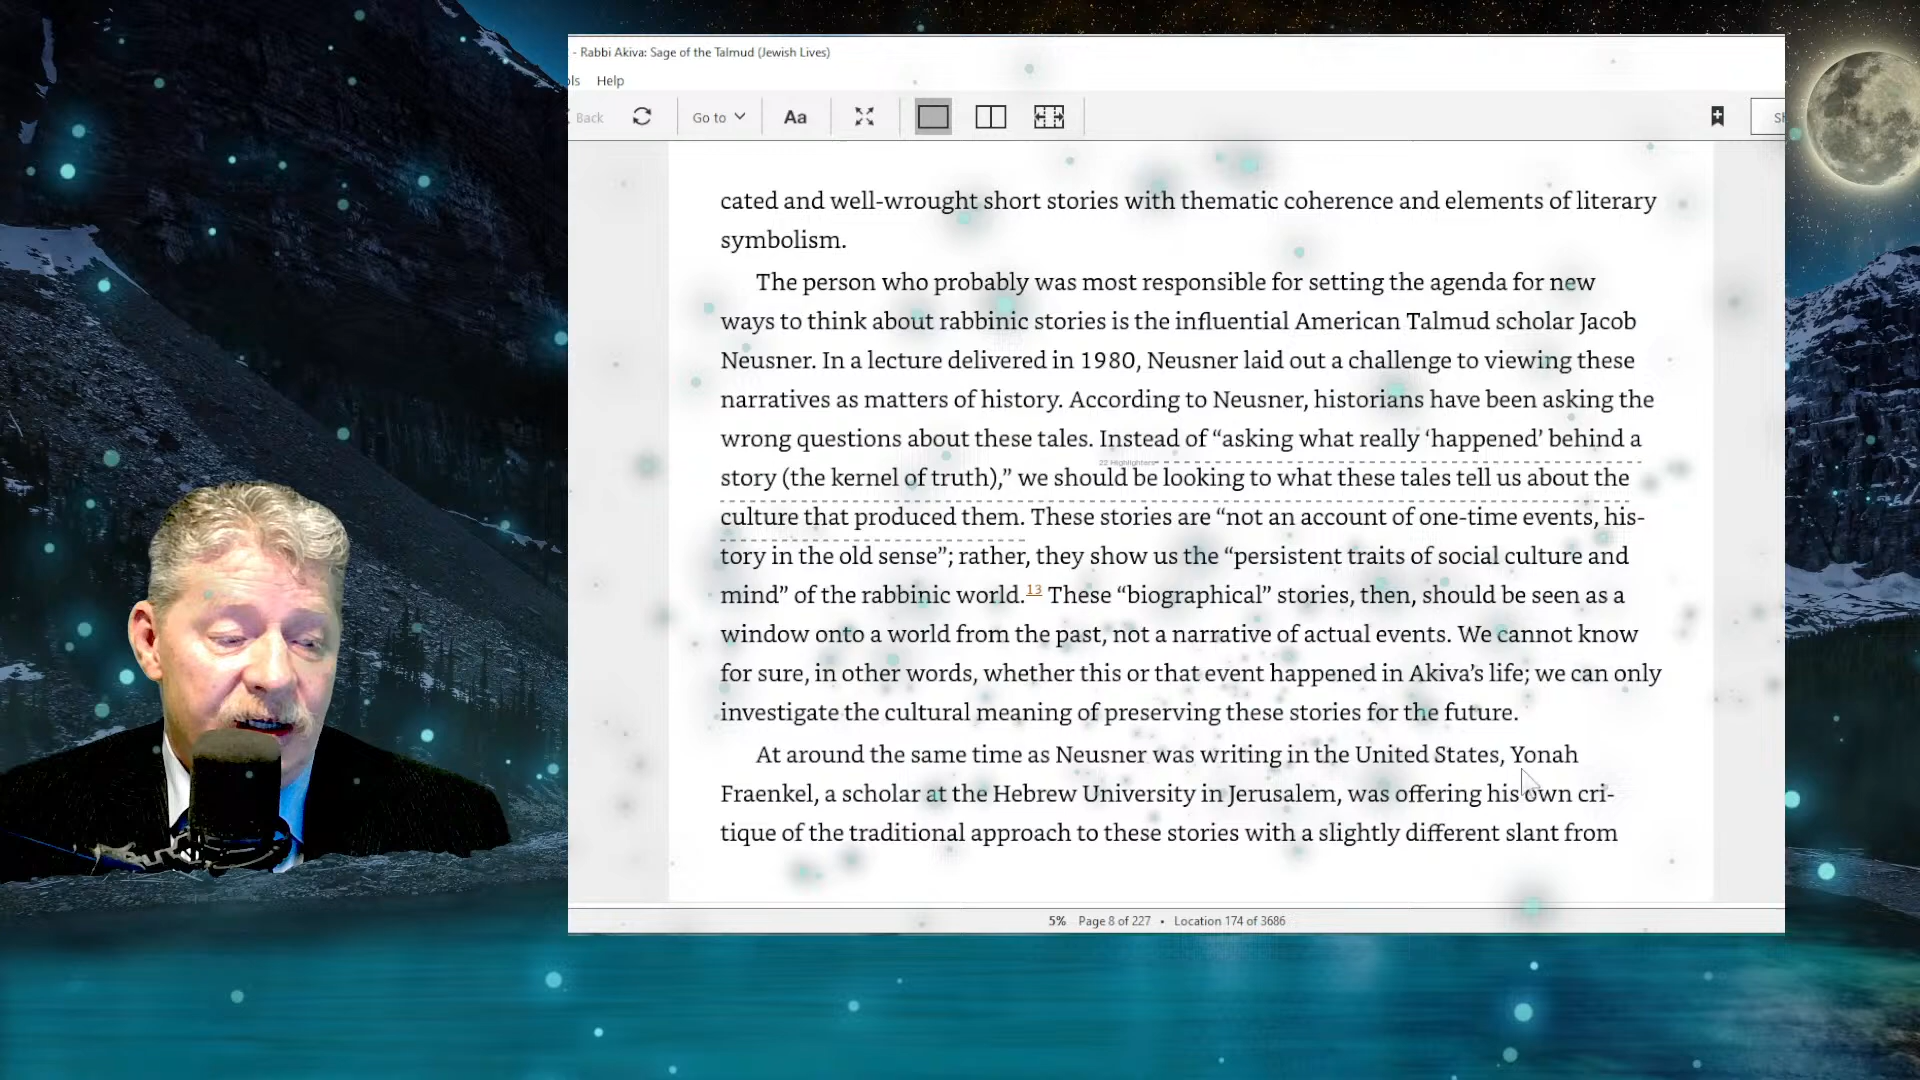 - Rabbi Akiva: Sage of the Talmud (Jewish Lives)
ols Help
Back Go to Aa
cated and well-wrought short stories with thematic coherence and elements of literary
symbolism.
The person who probably was most responsible for setting the agenda for new
ways to think about rabbinic stories is the influential American Talmud scholar Jacob
Neusner. In a lecture delivered in 1980, Neusner laid out a challenge to viewing these
narratives as matters of history. According to Neusner, historians have been asking the
wrong questions about these tales. Instead of “asking what really ‘happened’ behind a
22 Highlighters
story (the kernel of truth),” we should be looking to what these tales tell us about the
culture that produced them. These stories are “not an account of one-time events, his-
tory in the old sense”; rather, they show us the “persistent traits of social culture and
mind” of the rabbinic world.13 These “biographical” stories, then, should be seen as a
window onto a world from the past, not a narrative of actual events. We cannot know
for sure, in other words, whether this or that event happened in Akiva’s life; we can only
investigate the cultural meaning of preserving these stories for the future.
At around the same time as Neusner was writing in the United States, Yonah
Fraenkel, a scholar at the Hebrew University in Jerusalem, was offering his own cri-
tique of the traditional approach to these stories with a slightly different slant from
5% Page 8 of 227 • Location 174 of 3686